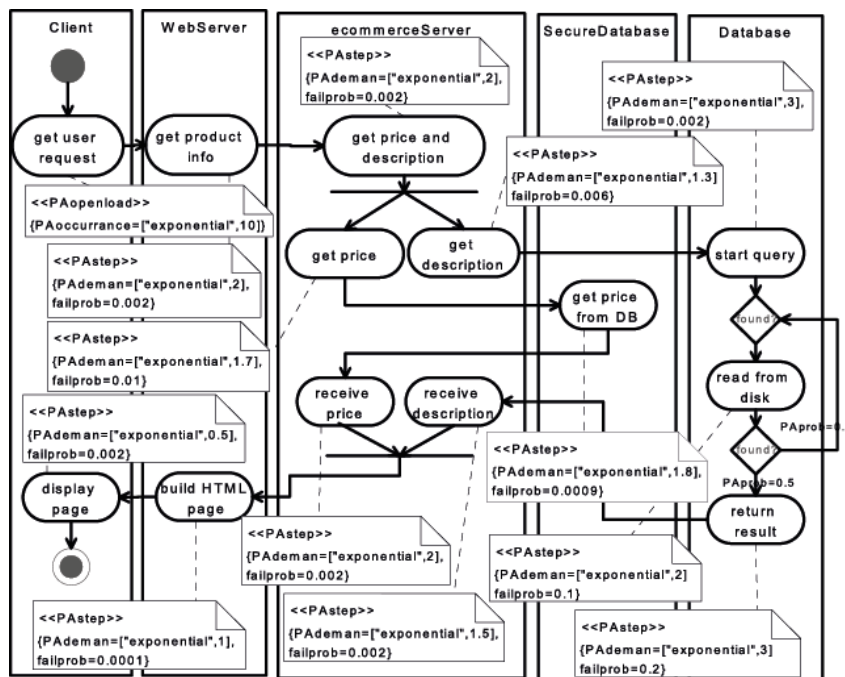 Client
WebServer
ecommerceServer
SecureDatabase
Database
<<PAstep>>
{PAdeman=["exponential",2],
failprob=0.002}
<<PAstep>>
{PAdeman=["exponential",3],
failprob=0.002}
get user
request
get product
info
get price and
description
<<PAstep>>
{PAdeman=["exponential",1.3]
failprob=0.006}
<<PAopenload>>
{PAoccurrance=["exponential",10]}
get price
get
description
start query
<<PAstep>>
{PAdeman=["exponential",2],
failprob=0.002}
get price
from DB
found?
<<PAstep>>
{PAdeman=["exponential",1.7],
failprob=0.01}
read from
disk
receive
price
receive
description
<<PAstep>>
{PAdeman=["exponential",0.5],
failprob=0.002}
PAprob=0.
found?
<<PAstep>>
{PAdeman=["exponential",1.8],
failprob=0.0009}
PAprob=0.5
display
page
build HTML
page
return
result
<<PAstep>>
{PAdeman=["exponential",2],
failprob=0.002}
<<PAstep>>
{PAdeman=["exponential",2]
failprob=0.1}
<<PAstep>>
{PAdeman=["exponential",1],
failprob=0.0001}
<<PAstep>>
{PAdeman=["exponential",1.5],
failprob=0.002}
<<PAstep>>
{PAdeman=["exponential",3]
failprob=0.2}